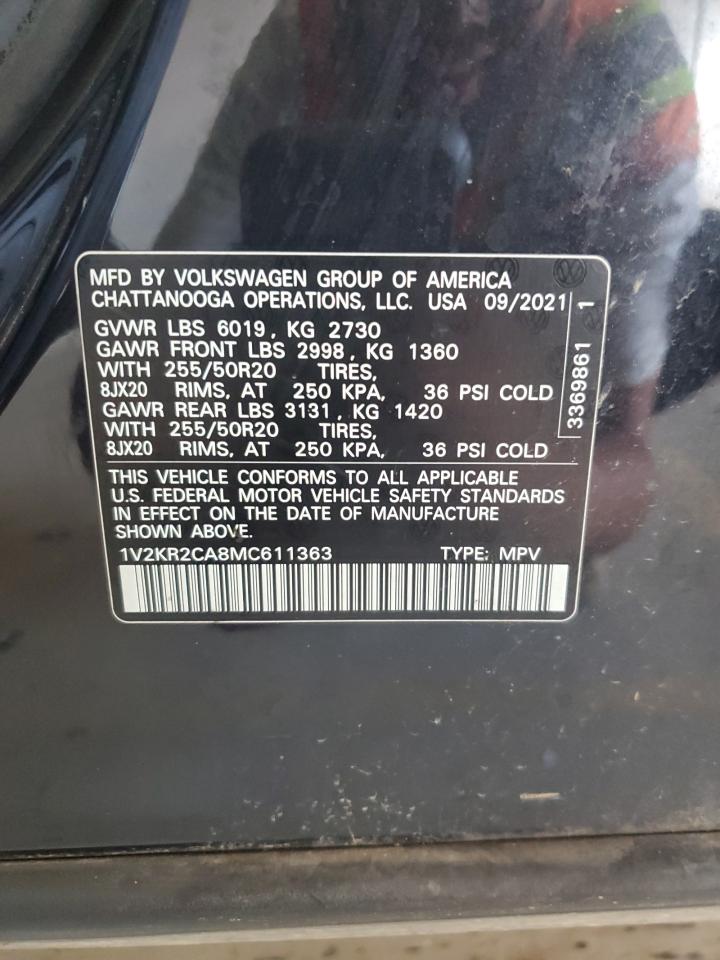 MFD BY VOLKSWAGEN GROUP OF AMERICA
CHATTANOOGA OPERATIONS, LLC. USA 09/2021
GVWR LBS 6019, KG 2730
GAWR FRONT LBS 2998, KG 1360
WITH 255/50R20 TIRES,
8JX20 RIMS, AT 250 KPA, 36 PSI COLD
GAWR REAR LBS 3131, KG 1420
WITH 255/50R20 TIRES,
8JX20 RIMS, AT 250 KPA, 36 PSI COLD
3369861 1
THIS VEHICLE CONFORMS TO ALL APPLICABLE
U.S. FEDERAL MOTOR VEHICLE SAFETY STANDARDS
IN EFFECT ON THE DATE OF MANUFACTURE
SHOWN ABOVE.
1V2KR2CA8MC611363 TYPE: MPV